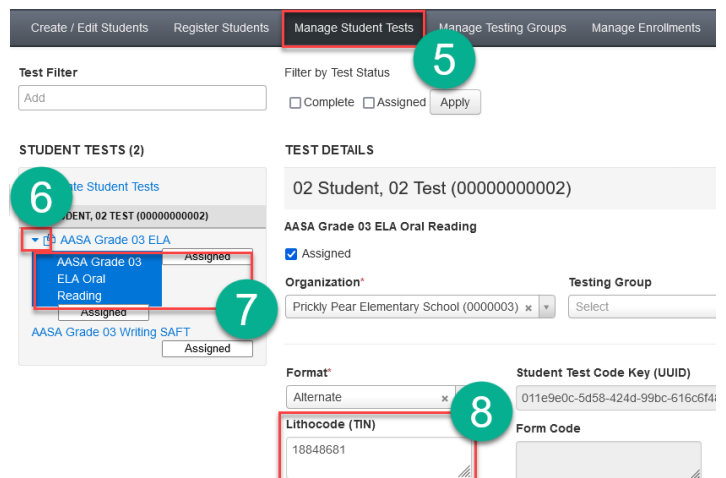 Create / Edit Students Register Students Manage Student Tests Manage Testing Groups Manage Enrollments
5
Test Filter
Add
Filter by Test Status
Complete Assigned Apply
STUDENT TESTS (2)
6
Student Tests
02 TEST (00000000002)
AASA Grade 03 ELA
Assigned
AASA Grade 03
ELA Oral
Reading
Assigned
7
AASA Grade 03 Writing SAFT
Assigned
TEST DETAILS
02 Student, 02 Test (00000000002)
AASA Grade 03 ELA Oral Reading
Assigned
Organization* Testing Group
Prickly Pear Elementary School (0000003) × Select
Format* Student Test Code Key (UUID)
Alternate × 011e9e0c-5d58-424d-99bc-616c6f48
8
Lithocode (TIN) Form Code
18848681